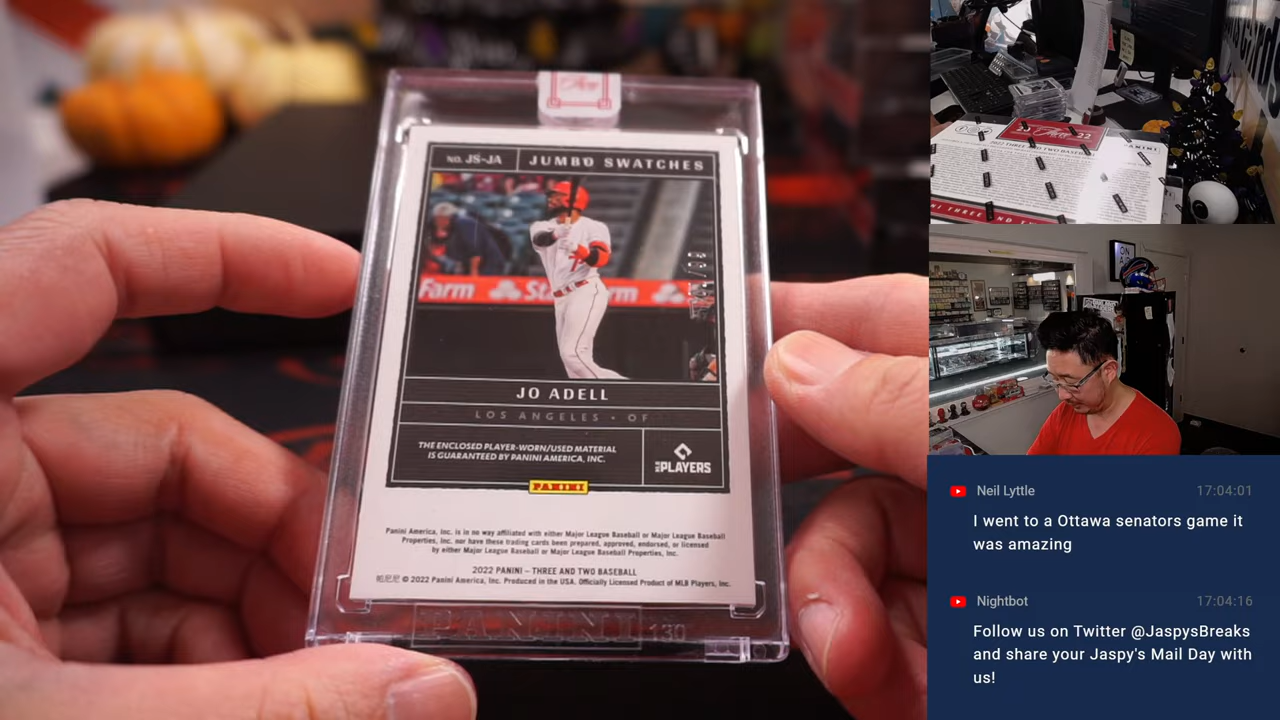 NO. JS-JA
JUMBO SWATCHES
Farm
JO ADELL
LOS ANGELES • OF
THE ENCLOSED PLAYER-WORN/USED MATERIAL
IS GUARANTEED BY PANINI AMERICA, INC.
PLAYERS
PANINI
Panini America, Inc. is in no way affiliated with either Major League Baseball or Major League Baseball
Properties, Inc. nor have these trading cards been prepared, approved, endorsed, or licensed
by either Major League Baseball or Major League Baseball Properties, Inc.
2022 PANINI – THREE AND TWO BASEBALL
帕尼尼 © 2022 Panini America, Inc. Produced in the USA. Officially Licensed Product of MLB Players, Inc.
PANINI 130
PANINI
Neil Lyttle 17:04:01
I went to a Ottawa senators game it
was amazing
Nightbot 17:04:16
Follow us on Twitter @JaspysBreaks
and share your Jaspy's Mail Day with
us!